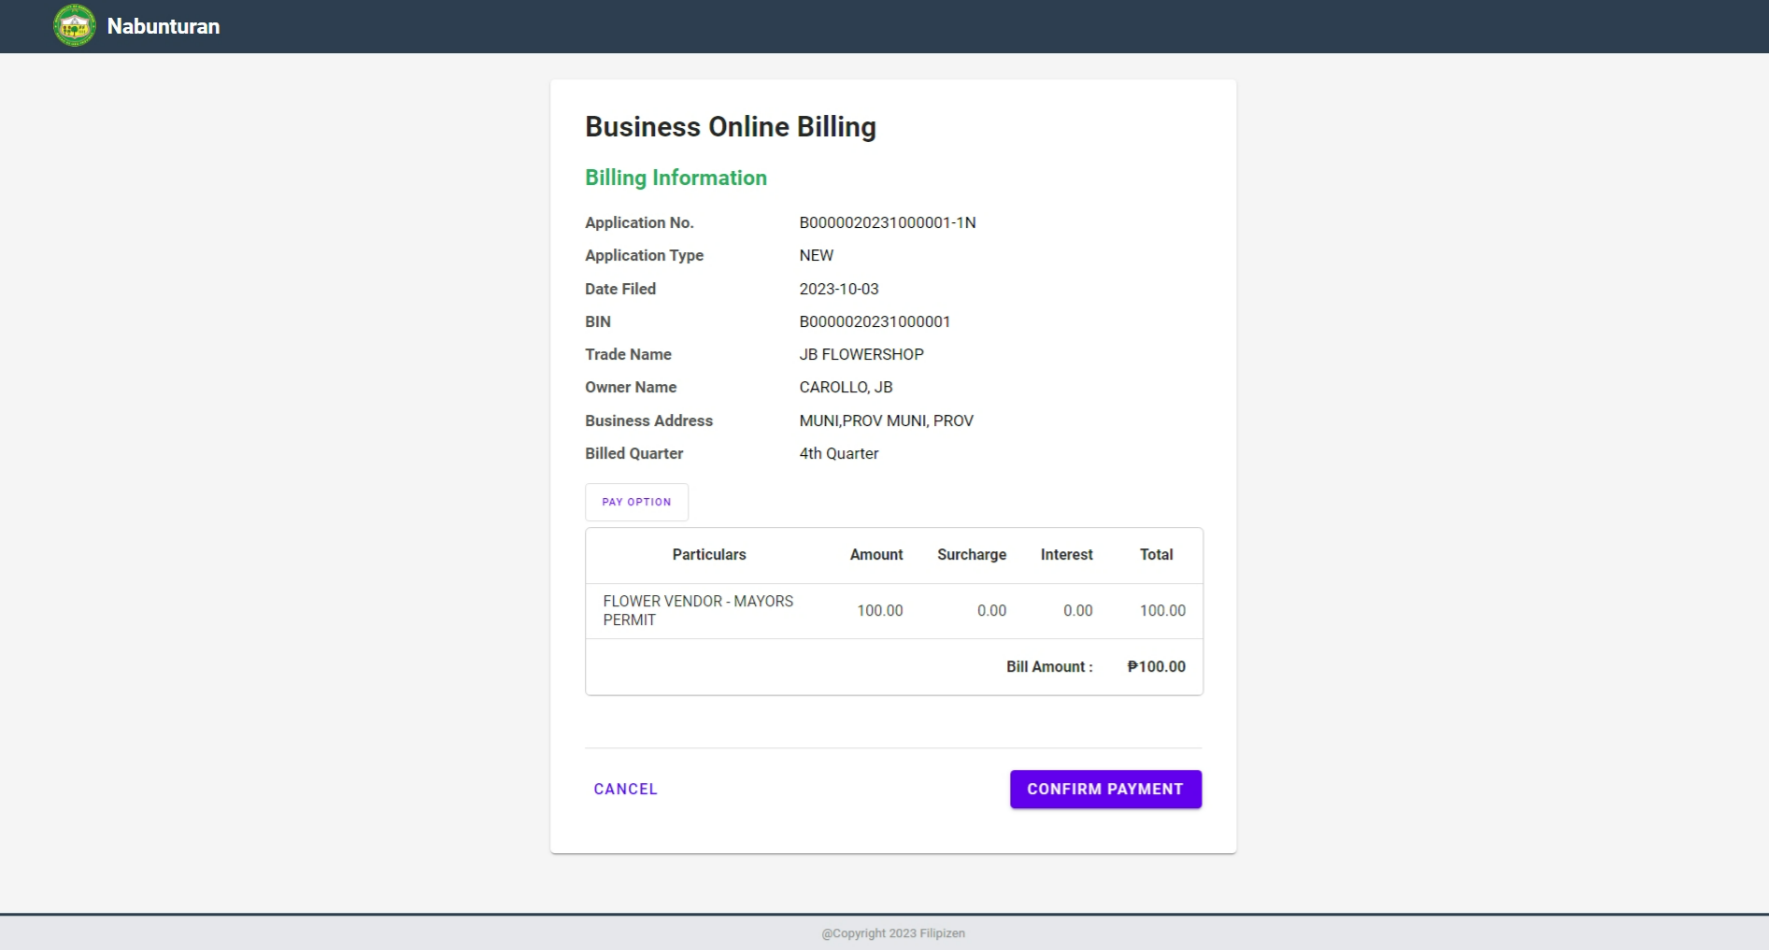 Nabunturan
Business Online Billing
Billing Information
Application No. B0000020231000001-1N
Application Type NEW
Date Filed 2023-10-03
BIN B0000020231000001
Trade Name JB FLOWERSHOP
Owner Name CAROLLO, JB
Business Address MUNI,PROV MUNI, PROV
Billed Quarter 4th Quarter
PAY OPTION
Particulars Amount Surcharge Interest Total
FLOWER VENDOR - MAYORS
PERMIT 100.00 0.00 0.00 100.00
Bill Amount : ₱100.00
CANCEL CONFIRM PAYMENT
@Copyright 2023 Filipizen